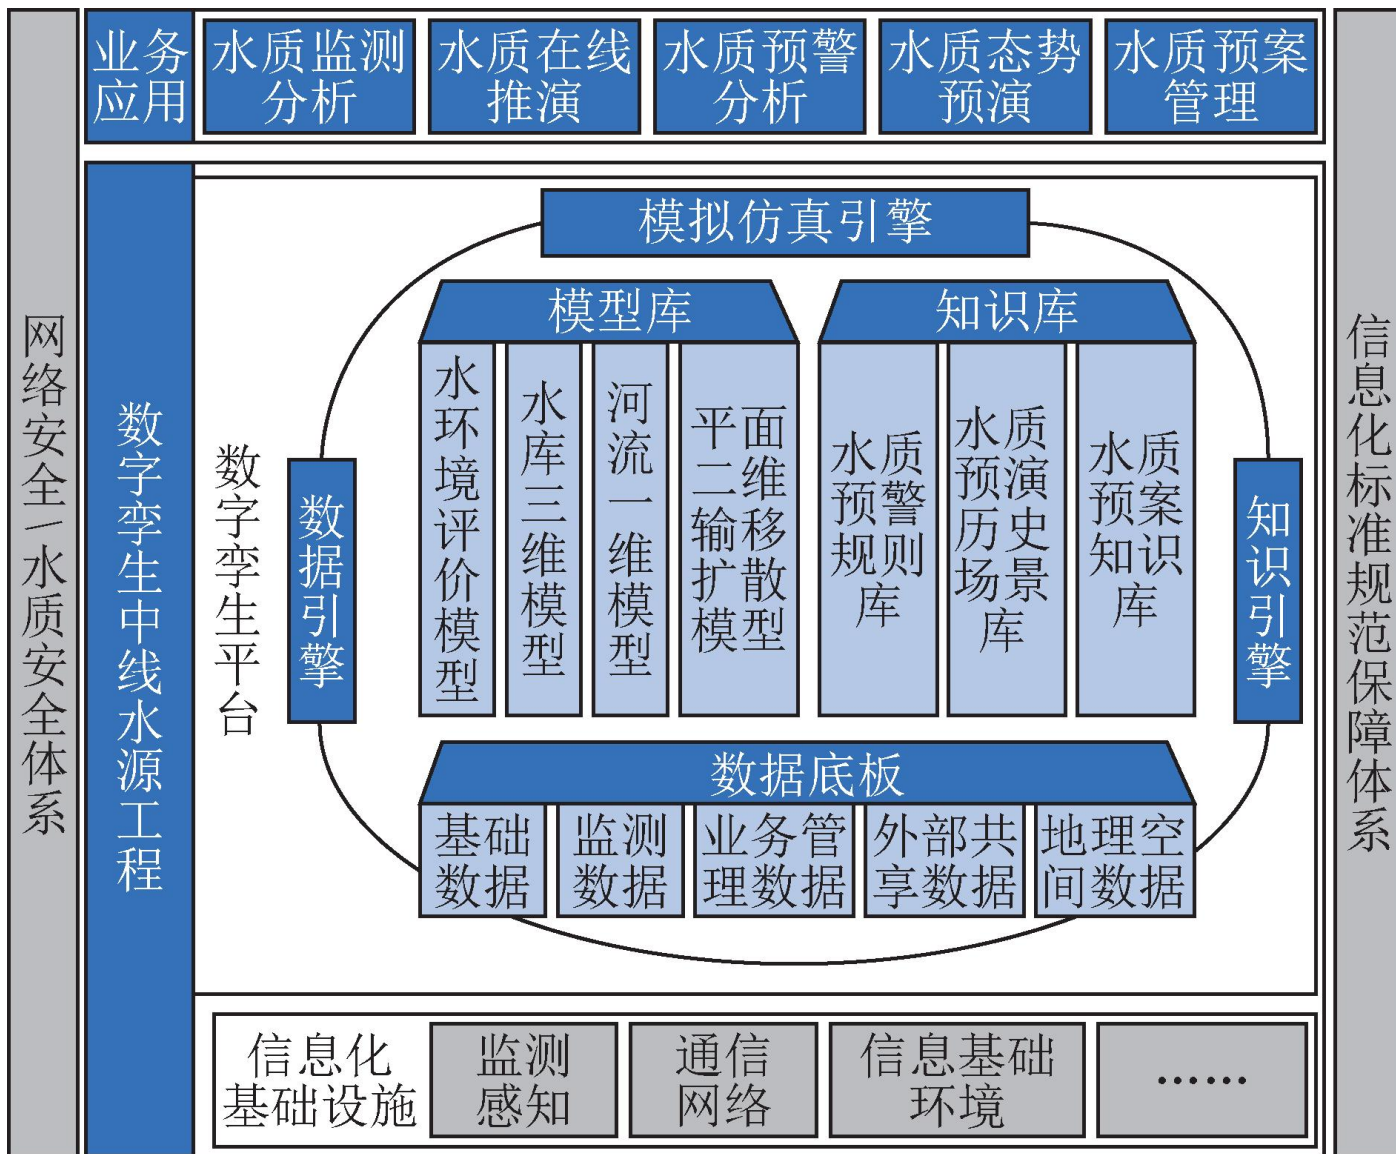 业务
应用
水质监测
分析
水质在线
推演
水质预警
分析
水质态势
预演
水质预案
管理
网络安全/水质安全体系
数字孪生中线水源工程
数字孪生平台
模拟仿真引擎
数据引擎
模型库
水环境评价模型
水库三维模型
河流一维模型
平面
二维
输移
扩散
模型
知识库
水质
预警
规则
库
水质
预演
历史
场景
库
水质
预案
知识
库
知识引擎
数据底板
基础
数据
监测
数据
业务管
理数据
外部共
享数据
地理空
间数据
信息化
基础设施
监测
感知
通信
网络
信息基础
环境
……
信息化标准规范保障体系